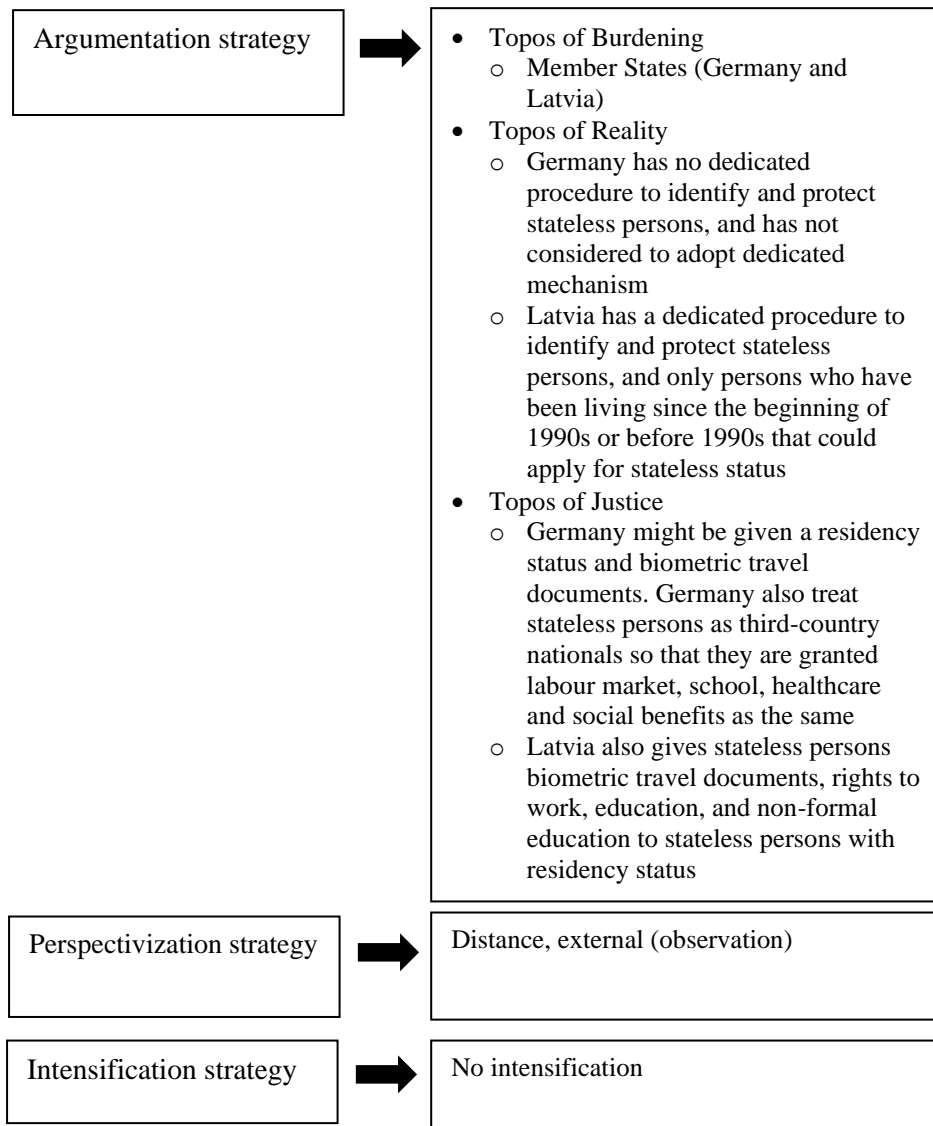 Argumentation strategy
• Topos of Burdening
o Member States (Germany and
Latvia)
• Topos of Reality
o Germany has no dedicated
procedure to identify and protect
stateless persons, and has not
considered to adopt dedicated
mechanism
o Latvia has a dedicated procedure to
identify and protect stateless
persons, and only persons who have
been living since the beginning of
1990s or before 1990s that could
apply for stateless status
• Topos of Justice
o Germany might be given a residency
status and biometric travel
documents. Germany also treat
stateless persons as third-country
nationals so that they are granted
labour market, school, healthcare
and social benefits as the same
o Latvia also gives stateless persons
biometric travel documents, rights to
work, education, and non-formal
education to stateless persons with
residency status
Perspectivization strategy
Distance, external (observation)
Intensification strategy
No intensification